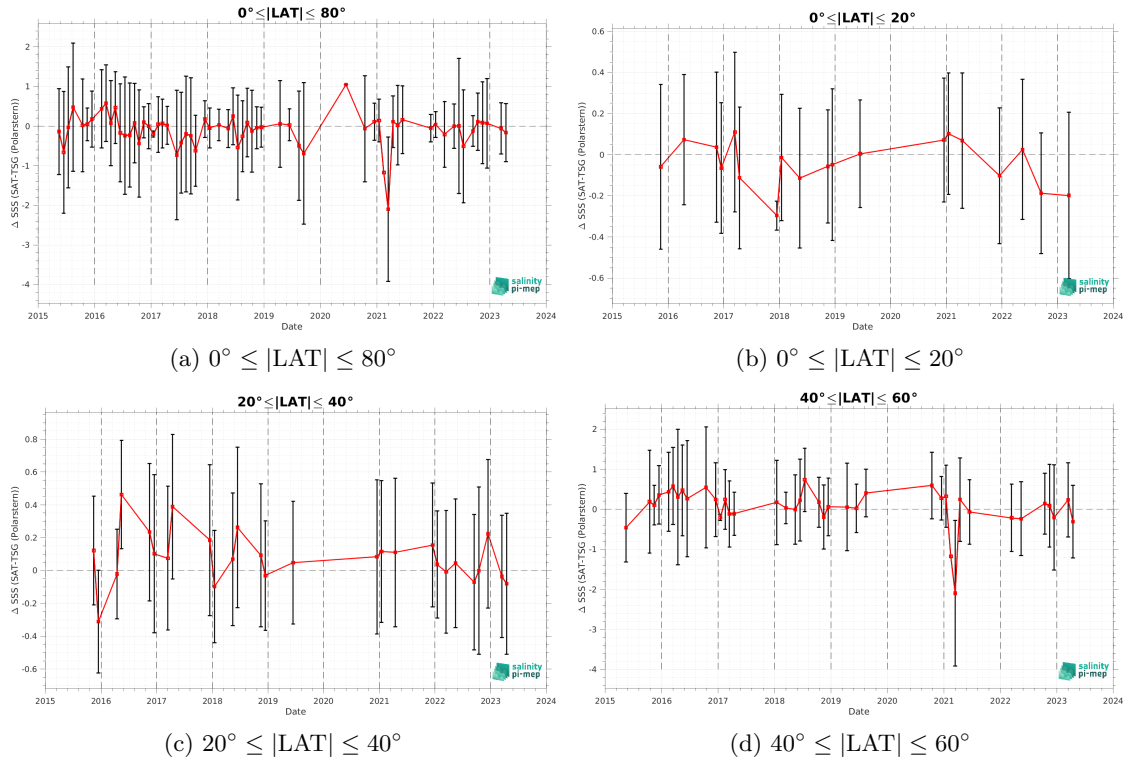 0°≤|LAT|≤ 80°
Δ SSS (SAT-TSG (Polarstern))
2
1
0
-1
-2
-3
-4
2015 2016 2017 2018 2019 2020 2021 2022 2023 2024
Date
salinity
pi-mep
(a) 0° ≤ |LAT| ≤ 80°
0°≤|LAT|≤ 20°
Δ SSS (SAT-TSG (Polarstern))
0.6
0.4
0.2
0
-0.2
-0.4
-0.6
2015 2016 2017 2018 2019 2020 2021 2022 2023 2024
Date
salinity
pi-mep
(b) 0° ≤ |LAT| ≤ 20°
20°≤|LAT|≤ 40°
Δ SSS (SAT-TSG (Polarstern))
0.8
0.6
0.4
0.2
0
-0.2
-0.4
-0.6
2015 2016 2017 2018 2019 2020 2021 2022 2023 2024
Date
salinity
pi-mep
(c) 20° ≤ |LAT| ≤ 40°
40°≤|LAT|≤ 60°
Δ SSS (SAT-TSG (Polarstern))
2
1
0
-1
-2
-3
-4
2015 2016 2017 2018 2019 2020 2021 2022 2023 2024
Date
salinity
pi-mep
(d) 40° ≤ |LAT| ≤ 60°